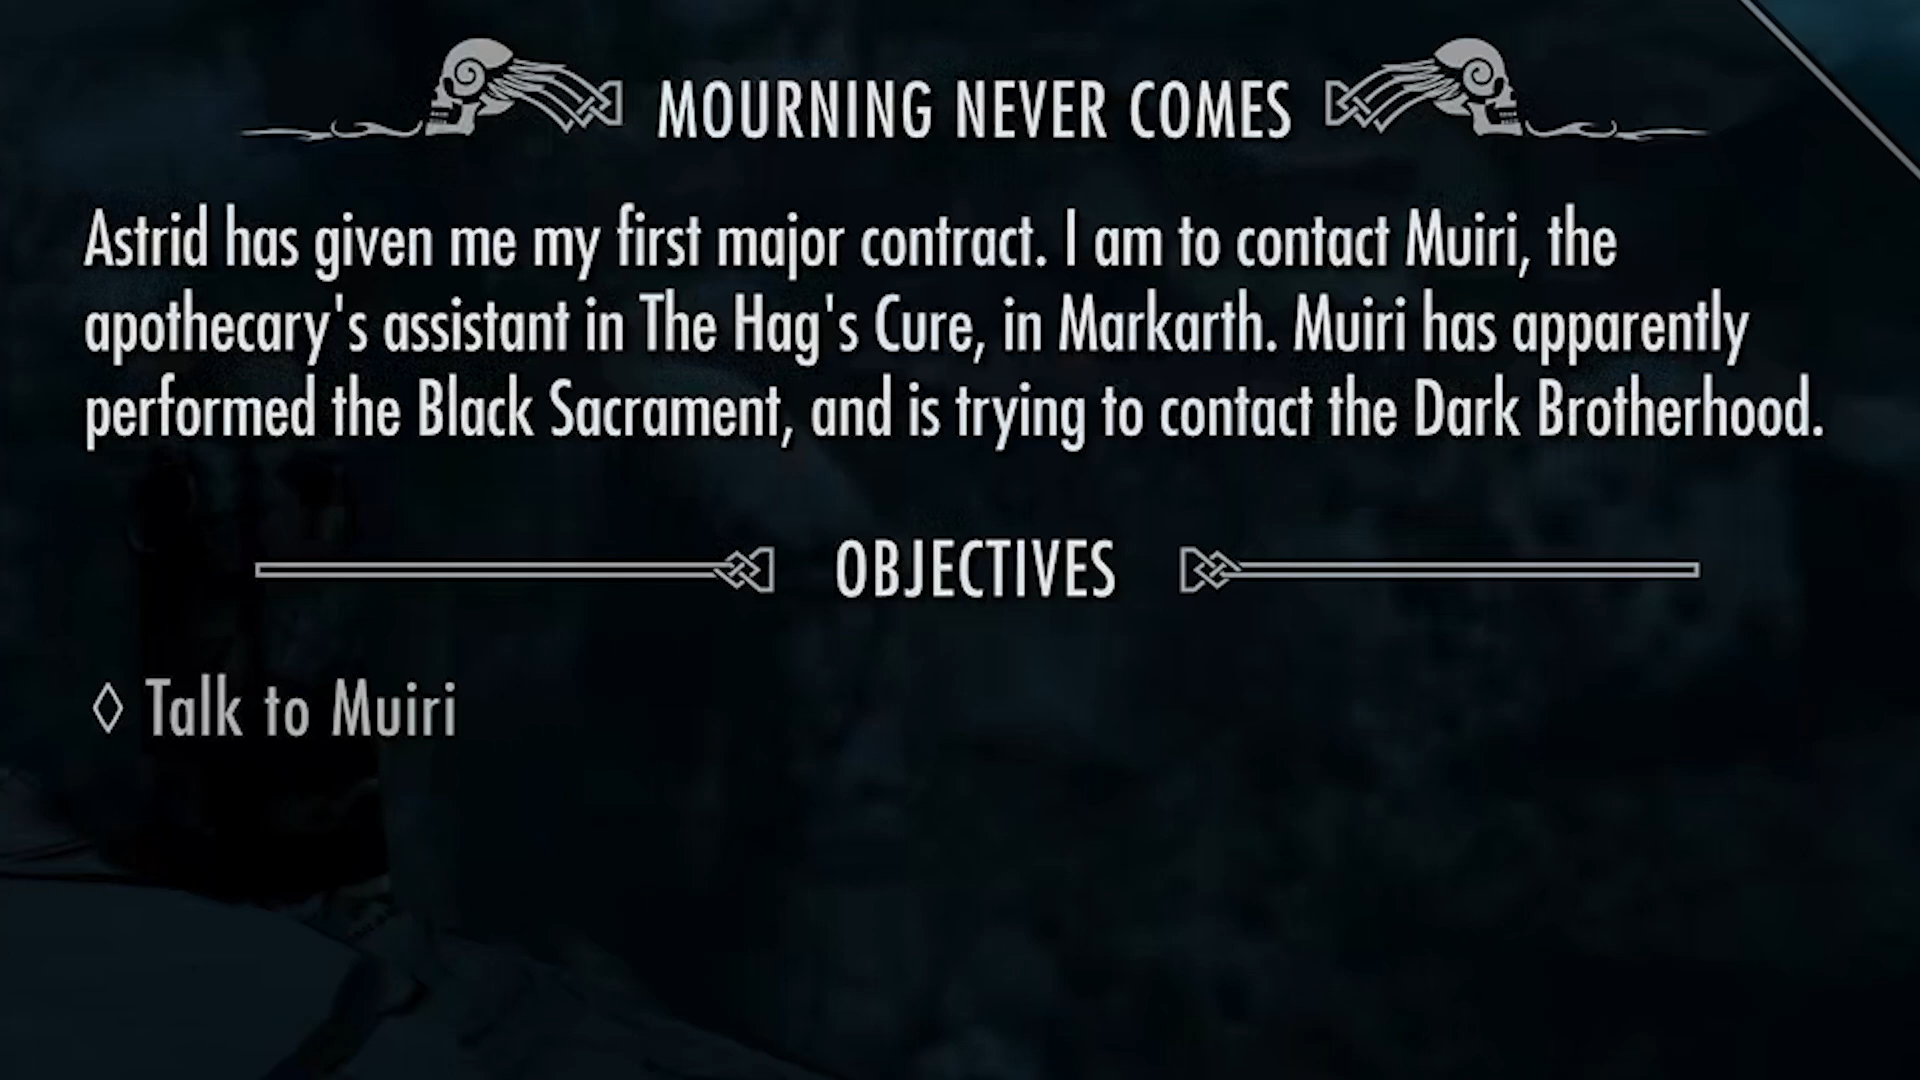 MOURNING NEVER COMES
Astrid has given me my first major contract. I am to contact Muiri, the
apothecary's assistant in The Hag's Cure, in Markarth. Muiri has apparently
performed the Black Sacrament, and is trying to contact the Dark Brotherhood.
OBJECTIVES
◊ Talk to Muiri